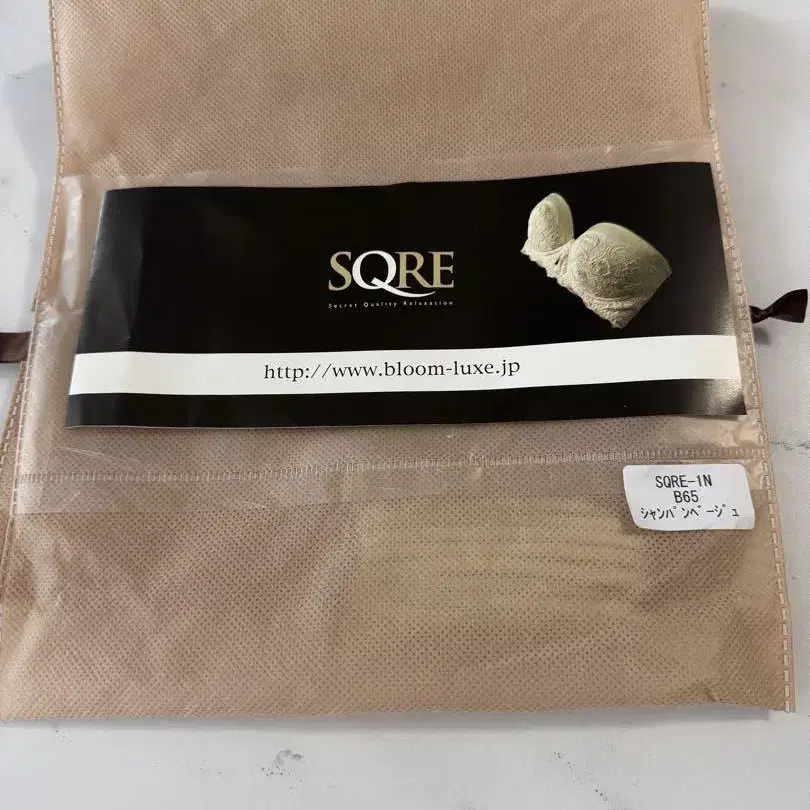 SQRE
Secret Quality Relaxation
http://www.bloom-luxe.jp
SQRE-1N
B65
ｼｬﾝﾊﾟﾝﾍﾞｰｼﾞｭ